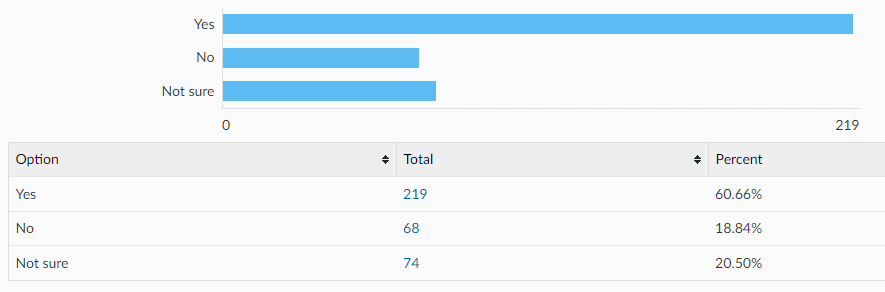 Yes
No
Not sure
0 219
Option Total Percent
Yes 219 60.66%
No 68 18.84%
Not sure 74 20.50%